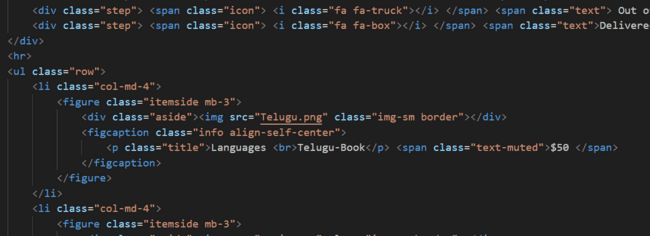 <div class="step"> <span class="icon"> <i class="fa fa-truck"></i> </span> <span class="text"> Out o
<div class="step"> <span class="icon"> <i class="fa fa-box"></i> </span> <span class="text">Delivere
</div>
<hr>
<ul class="row">
<li class="col-md-4">
<figure class="itemside mb-3">
<div class="aside"><img src="Telugu.png" class="img-sm border"></div>
<figcaption class="info align-self-center">
<p class="title">Languages <br>Telugu-Book</p> <span class="text-muted">$50 </span>
</figcaption>
</figure>
</li>
<li class="col-md-4">
<figure class="itemside mb-3">